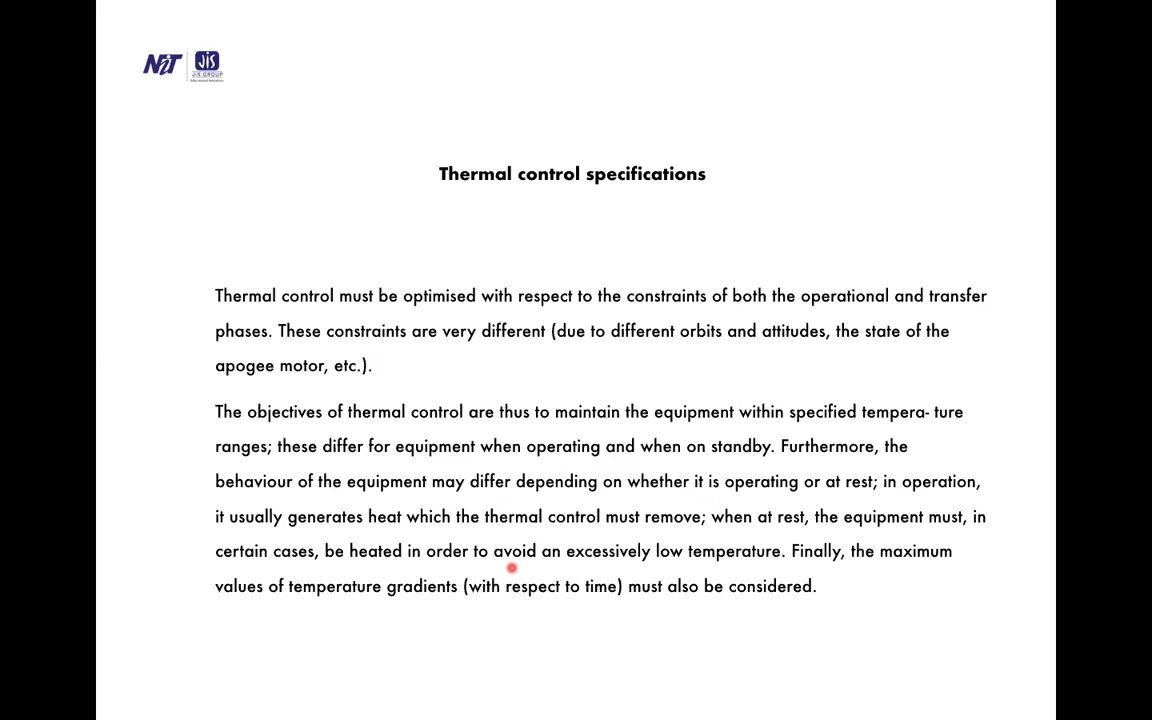 NiT
JIS
JIS GROUP
Thermal control specifications
Thermal control must be optimised with respect to the constraints of both the operational and transfer
phases. These constraints are very different (due to different orbits and attitudes, the state of the
apogee motor, etc.).
The objectives of thermal control are thus to maintain the equipment within specified tempera- ture
ranges; these differ for equipment when operating and when on standby. Furthermore, the
behaviour of the equipment may differ depending on whether it is operating or at rest; in operation,
it usually generates heat which the thermal control must remove; when at rest, the equipment must, in
certain cases, be heated in order to avoid an excessively low temperature. Finally, the maximum
values of temperature gradients (with respect to time) must also be considered.